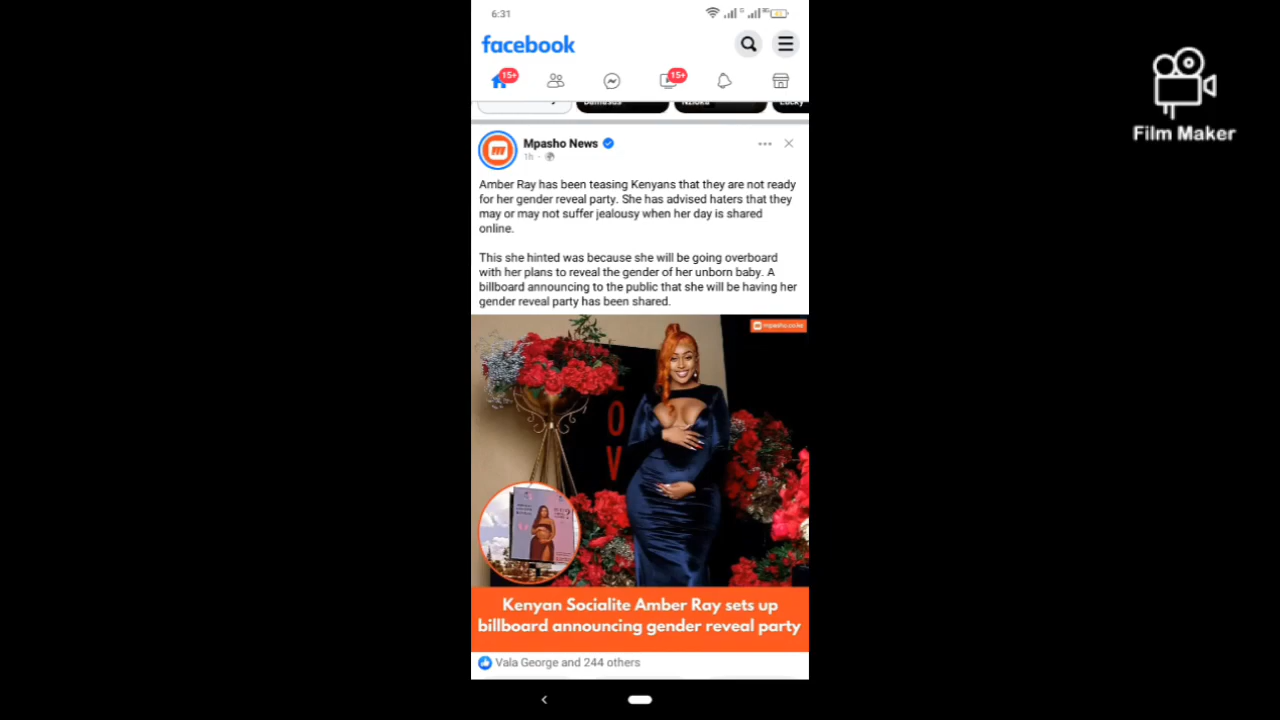 6:31
facebook
15+
15+
Mpasho News
1h
Amber Ray has been teasing Kenyans that they are not ready
for her gender reveal party. She has advised haters that they
may or may not suffer jealousy when her day is shared
online.
This she hinted was because she will be going overboard
with her plans to reveal the gender of her unborn baby. A
billboard announcing to the public that she will be having her
gender reveal party has been shared.
mpasho.co.ke
LOV
Kenyan Socialite Amber Ray sets up
billboard announcing gender reveal party
Vala George and 244 others
Film Maker